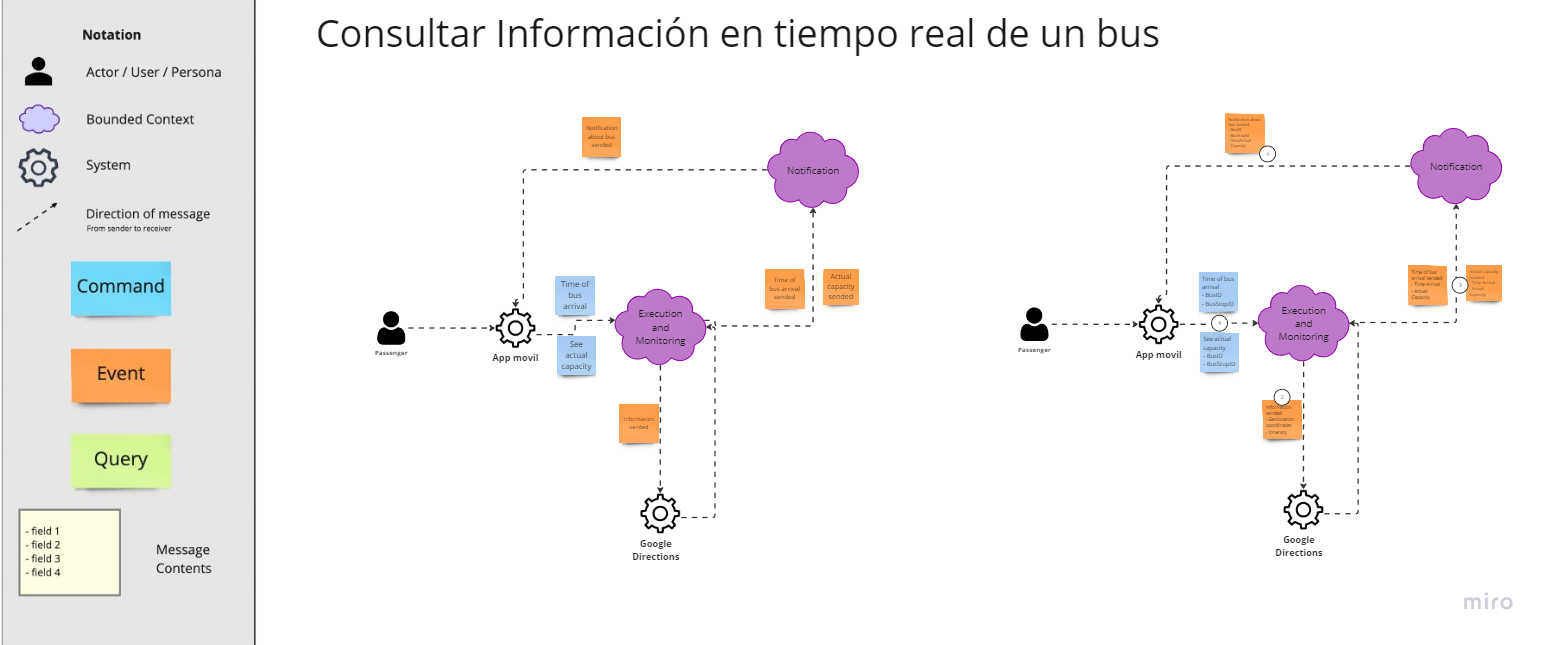 Notation
Actor / User / Persona
Bounded Context
System
Direction of message
From sender to receiver
Command
Event
Query
- field 1
- field 2
- field 3
- field 4
Message
Contents
Consultar Información en tiempo real de un bus
Notification
about bus
sended
Notification
Time of
bus arrival
sended
Actual
capacity
sended
Time of
bus
arrival
See
actual
capacity
Execution
and
Monitoring
Passenger
App movil
Information
sended
Google
Directions
Notification about
bus sended
- BusID
- BusStopID
- TimeArrival
Capacity
4
Notification
Time of bus
arrival sended
- Time Arrival
- Actual
Capacity
3
Actual capacity
sended
- Time Arrival
- Actual
Capacity
Time of bus
arrival
- BusID
- BusStopID
1
See actual
capacity
- BusID
- BusStopID
Execution
and
Monitoring
Passenger
App movil
2
Information
sended
- Geolocation
coordinates
- Itinerary
Google
Directions
miro